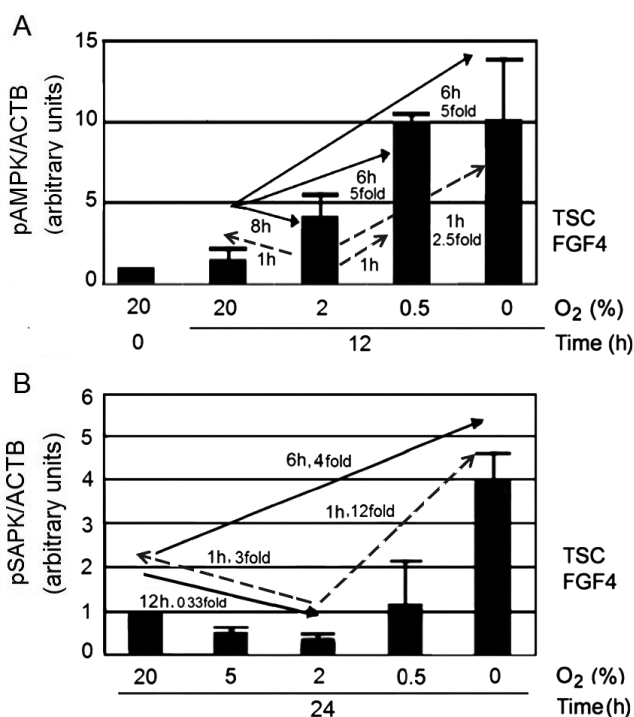 A
pAMPK/ACTB
(arbitrary units)
15
10
5
0
6h
5fold
6h
5fold
8h
1h
1h
1h
2.5fold
TSC
FGF4
20 20 2 0.5 0 O₂ (%)
0 12 Time (h)
B
pSAPK/ACTB
(arbitrary units)
6
5
4
3
2
1
0
6h, 4fold
1h, 12fold
1h, 3fold
12h, 033fold
TSC
FGF4
20 5 2 0.5 0 O₂ (%)
24 Time(h)